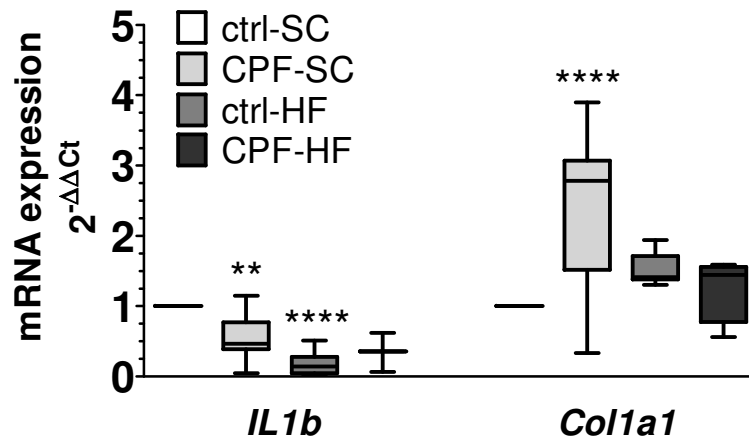 mRNA expression
2^-ΔΔCt
5
4
3
2
1
0
ctrl-SC
CPF-SC
ctrl-HF
CPF-HF
****
**
****
IL1b
Col1a1